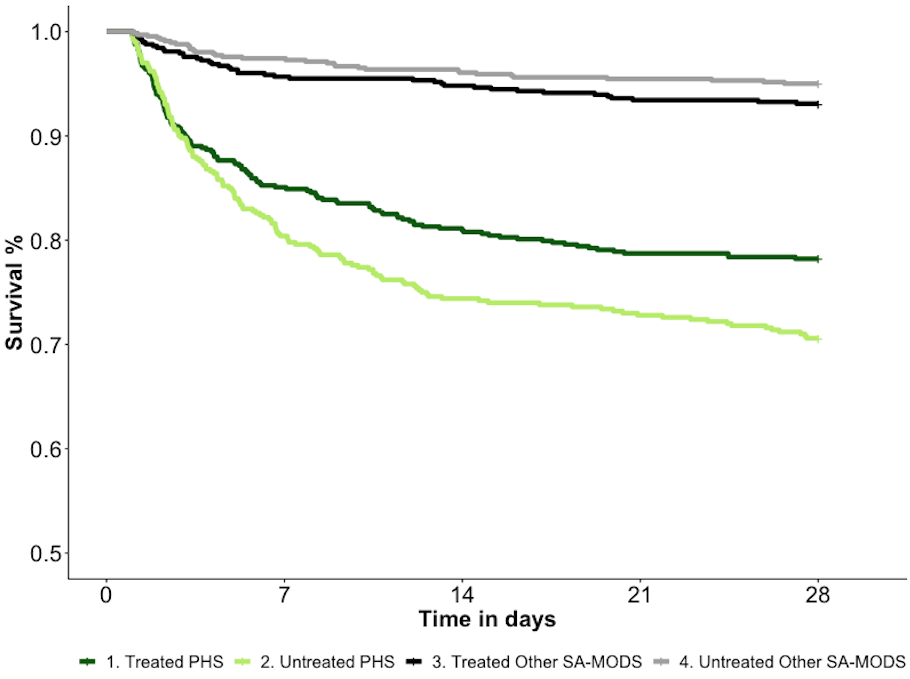 1.0
0.9
0.8
0.7
0.6
0.5
Survival %
0 7 14 21 28
Time in days
1. Treated PHS 2. Untreated PHS 3. Treated Other SA-MODS 4. Untreated Other SA-MODS